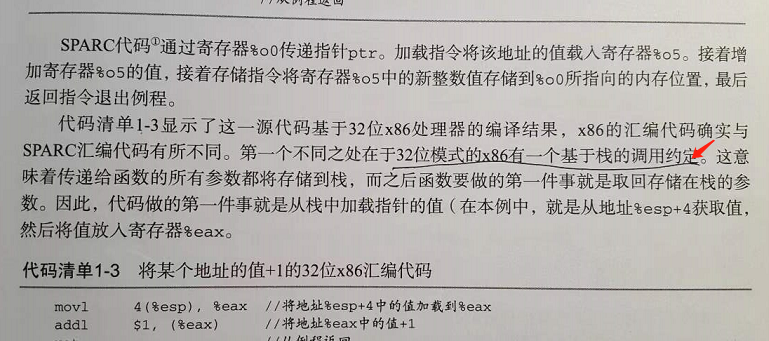 //从例程返回
SPARC代码①通过寄存器%o0传递指针ptr。加载指令将该地址的值载入寄存器%o5。接着增
加寄存器%o5的值，接着存储指令将寄存器%o5中的新整数值存储到%o0所指向的内存位置，最后
返回指令退出例程。
代码清单1-3显示了这一源代码基于32位x86处理器的编译结果，x86的汇编代码确实与
SPARC汇编代码有所不同。第一个不同之处在于32位模式的x86有一个基于栈的调用约定。这意
味着传递给函数的所有参数都将存储到栈，而之后函数要做的第一件事就是取回存储在栈的参
数。因此，代码做的第一件事就是从栈中加载指针的值（在本例中，就是从地址%esp+4获取值，
然后将值放入寄存器%eax。
代码清单1-3 将某个地址的值+1的32位x86汇编代码
movl 4(%esp), %eax //将地址%esp+4中的值加载到%eax
addl $1, (%eax) //将地址%eax中的值+1
//从例程返回